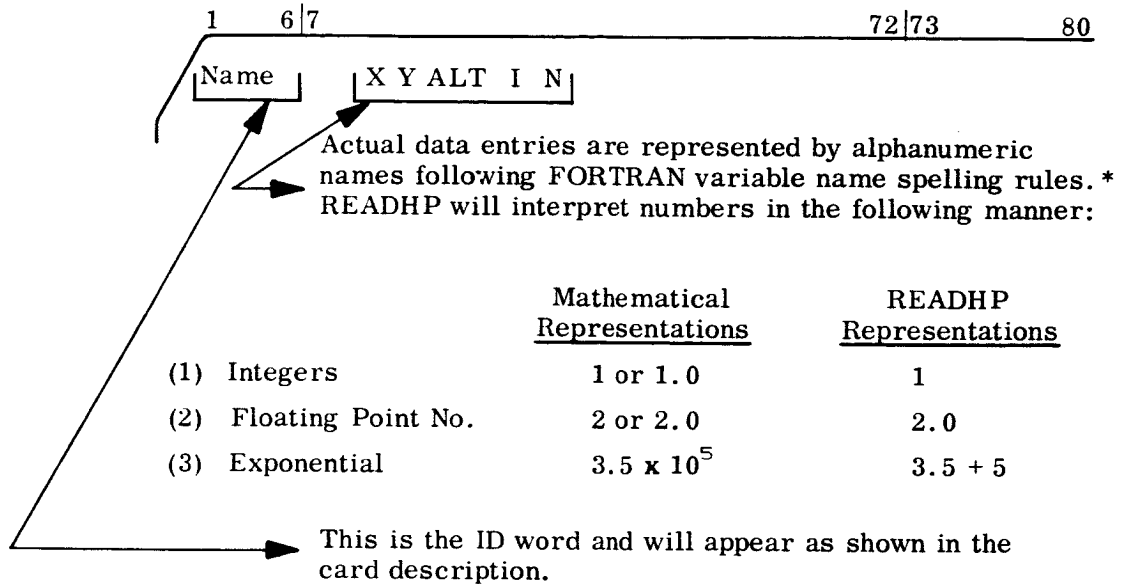 1 6 7 72 73 80
Name X Y ALT I N
Actual data entries are represented by alphanumeric
names following FORTRAN variable name spelling rules. *
READHP will interpret numbers in the following manner:
Mathematical READHP
Representations Representations
(1) Integers 1 or 1.0 1
(2) Floating Point No. 2 or 2.0 2.0
(3) Exponential 3.5 x 10⁵ 3.5 + 5
This is the ID word and will appear as shown in the
card description.